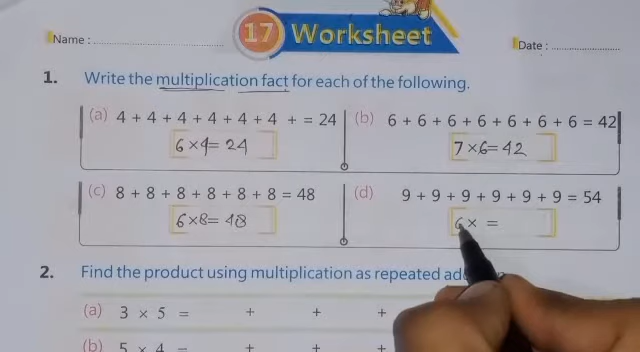 17 Worksheet
Name : Date :
1. Write the multiplication fact for each of the following.
(a) 4 + 4 + 4 + 4 + 4 + 4 + = 24 (b) 6 + 6 + 6 + 6 + 6 + 6 + 6 = 42
6 × 4 = 24 7 × 6 = 42
(c) 8 + 8 + 8 + 8 + 8 + 8 = 48 (d) 9 + 9 + 9 + 9 + 9 + 9 = 54
6 × 8 = 48 6 × =
2. Find the product using multiplication as repeated
(a) 3 × 5 = + + +
(b) 5 × 4 = + + +